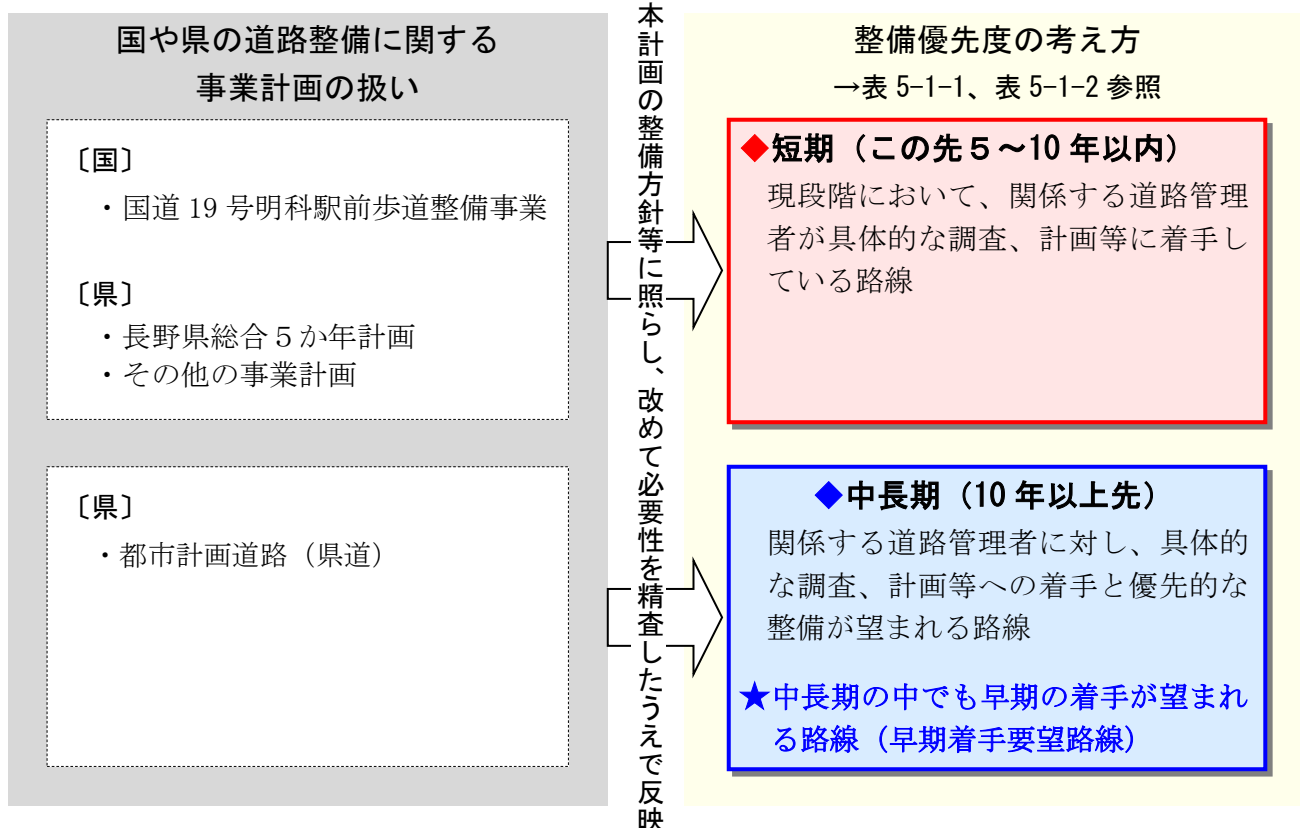 国や県の道路整備に関する
事業計画の扱い
〔国〕
・国道 19 号明科駅前歩道整備事業
〔県〕
・長野県総合５か年計画
・その他の事業計画
〔県〕
・都市計画道路（県道）
本計画の整備方針等に照らし、改めて必要性を精査したうえで反映
整備優先度の考え方
→表 5-1-1、表 5-1-2 参照
◆短期（この先５～10 年以内）
現段階において、関係する道路管理
者が具体的な調査、計画等に着手し
ている路線
◆中長期（10 年以上先）
関係する道路管理者に対し、具体的
な調査、計画等への着手と優先的な
整備が望まれる路線
★中長期の中でも早期の着手が望まれ
る路線（早期着手要望路線）